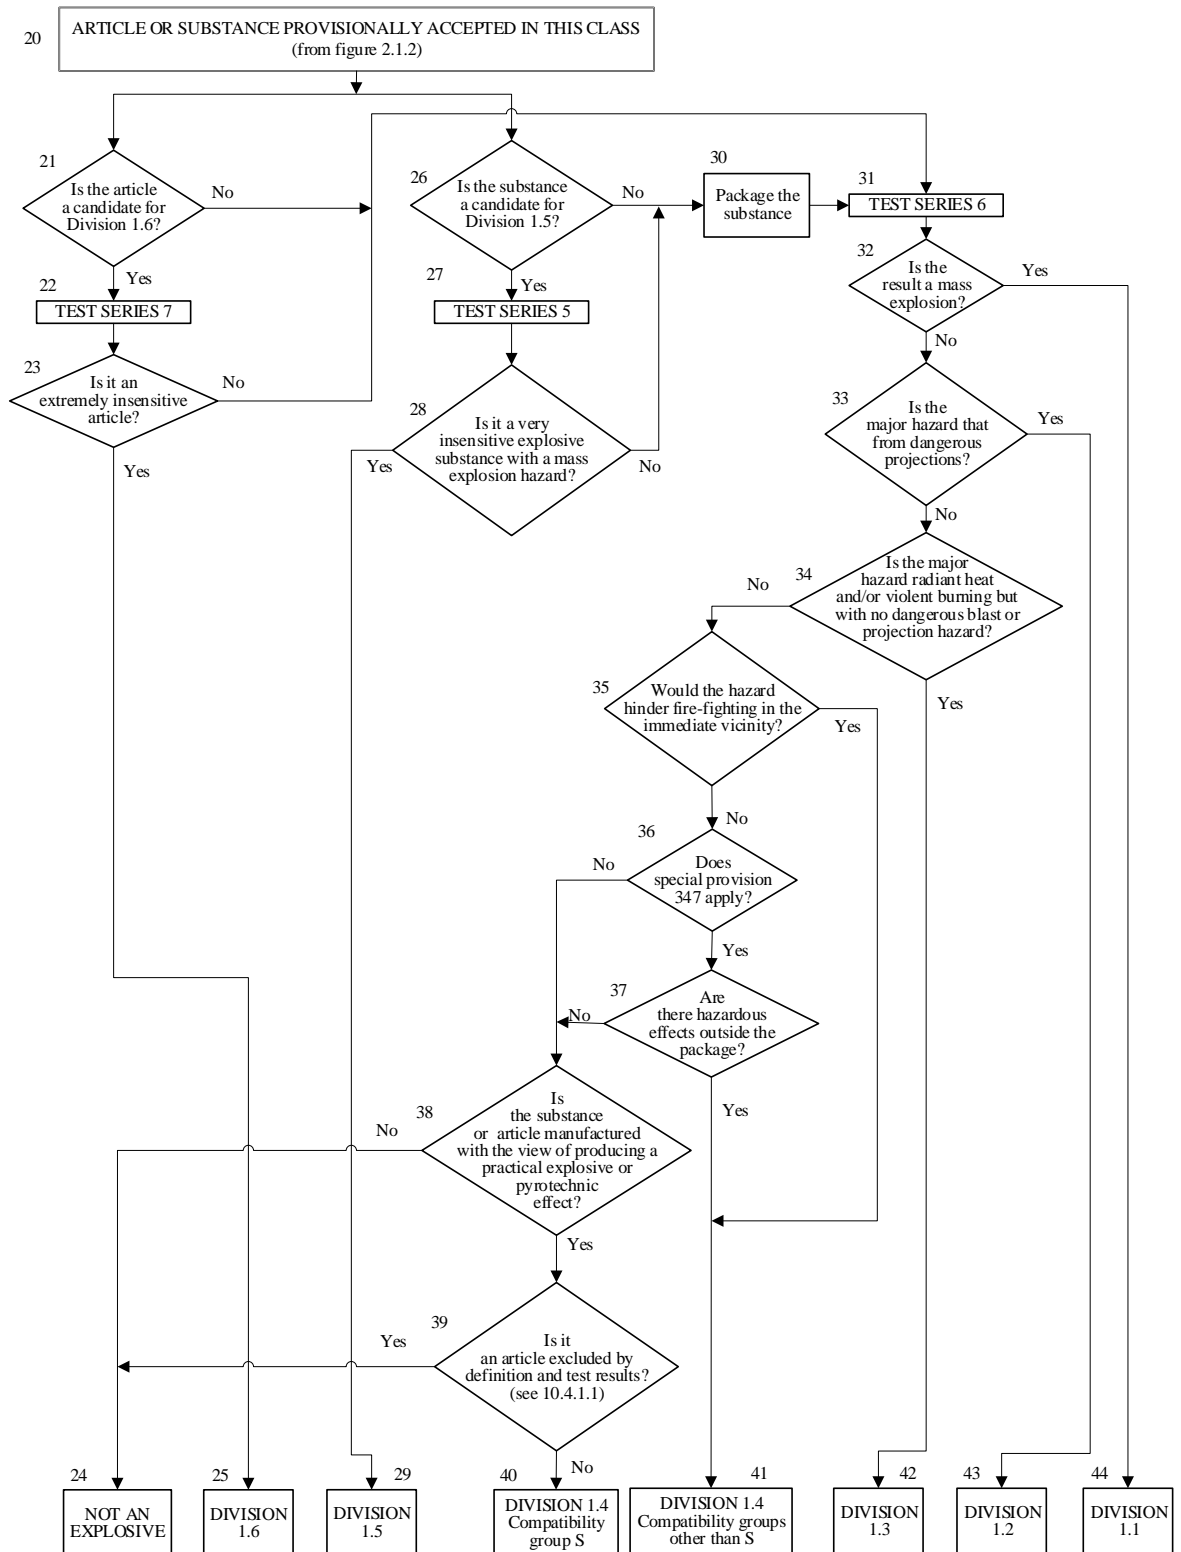 20
ARTICLE OR SUBSTANCE PROVISIONALLY ACCEPTED IN THIS CLASS
(from figure 2.1.2)
21
Is the article
a candidate for
Division 1.6?
No
Yes
22
TEST SERIES 7
23
Is it an
extremely insensitive
article?
No
Yes
26
Is the substance
a candidate for
Division 1.5?
No
Yes
27
TEST SERIES 5
28
Is it a very
insensitive explosive
substance with a mass
explosion hazard?
Yes
No
30
Package the
substance
31
TEST SERIES 6
32
Is the
result a mass
explosion?
Yes
No
33
Is the
major hazard that
from dangerous
projections?
Yes
No
34
Is the major
hazard radiant heat
and/or violent burning but
with no dangerous blast or
projection hazard?
No
Yes
35
Would the hazard
hinder fire-fighting in the
immediate vicinity?
Yes
No
36
Does
special provision
347 apply?
No
Yes
37
Are
there hazardous
effects outside the
package?
No
Yes
38
Is
the substance
or article manufactured
with the view of producing a
practical explosive or
pyrotechnic
effect?
No
Yes
39
Is it
an article excluded by
definition and test results?
(see 10.4.1.1)
Yes
No
24
NOT AN
EXPLOSIVE
25
DIVISION
1.6
29
DIVISION
1.5
40
DIVISION 1.4
Compatibility
group S
41
DIVISION 1.4
Compatibility groups
other than S
42
DIVISION
1.3
43
DIVISION
1.2
44
DIVISION
1.1